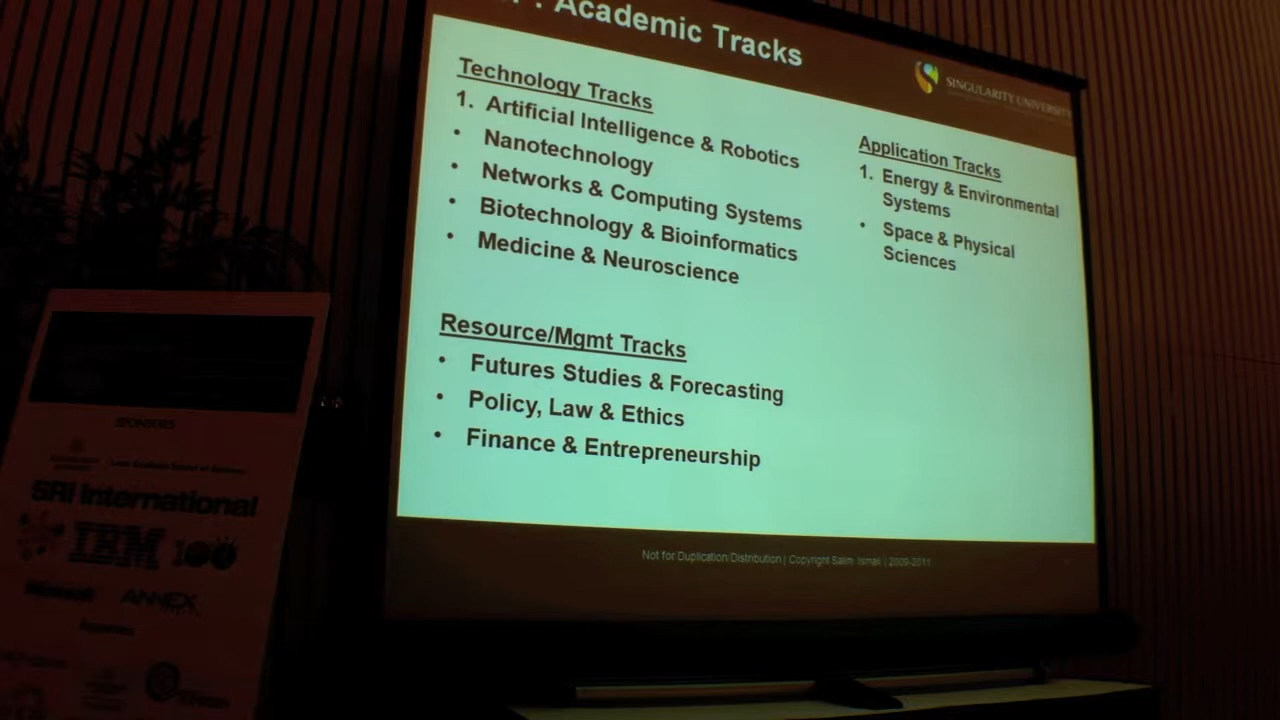 Academic Tracks
SINGULARITY UNIVERSITY
Technology Tracks
1. Artificial Intelligence & Robotics
• Nanotechnology
• Networks & Computing Systems
• Biotechnology & Bioinformatics
• Medicine & Neuroscience
Application Tracks
1. Energy & Environmental
Systems
• Space & Physical
Sciences
Resource/Mgmt Tracks
• Futures Studies & Forecasting
• Policy, Law & Ethics
• Finance & Entrepreneurship
Not for Duplication/Distribution | Copyright Salim Ismail | 2009-2011
SPONSORS
SRI International
IBM 100
Microsoft ANNEX